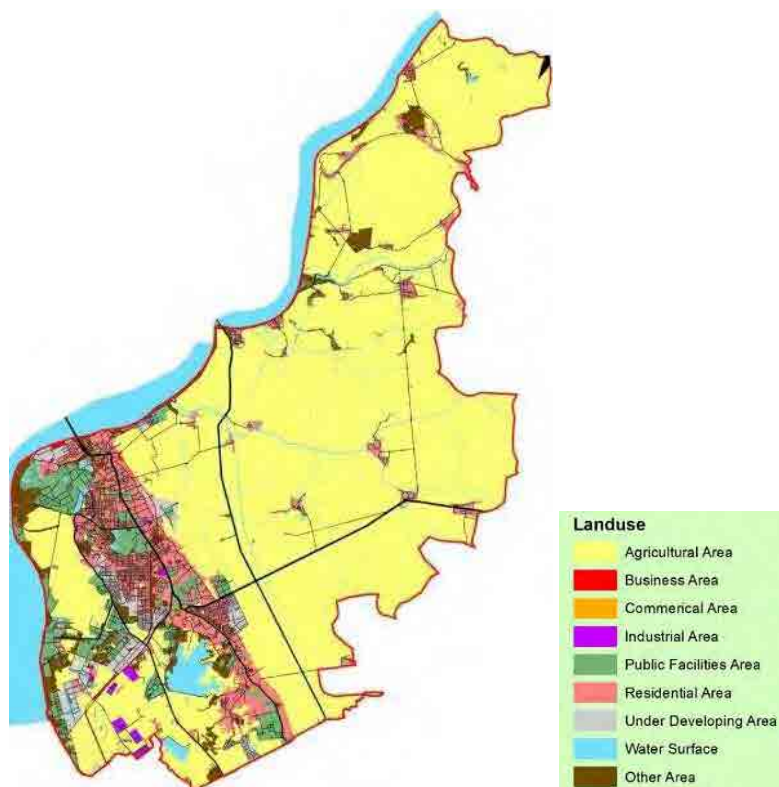 Landuse
Agricultural Area
Business Area
Commerical Area
Industrial Area
Public Facilities Area
Residential Area
Under Developing Area
Water Surface
Other Area